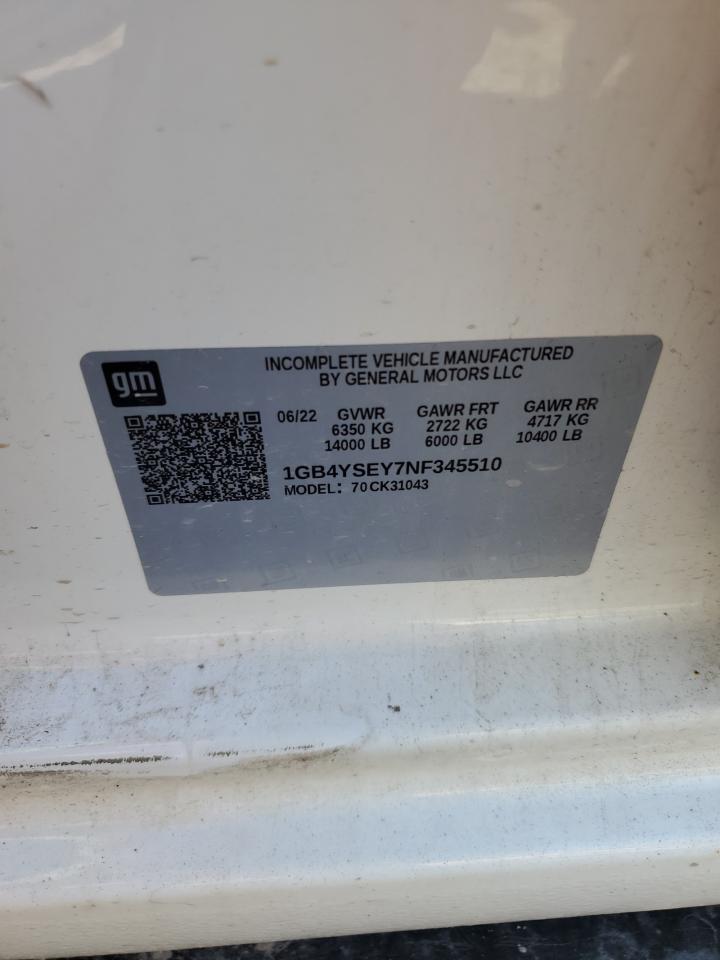 gm
INCOMPLETE VEHICLE MANUFACTURED
BY GENERAL MOTORS LLC
06/22 GVWR GAWR FRT GAWR RR
6350 KG 2722 KG 4717 KG
14000 LB 6000 LB 10400 LB
1GB4YSEY7NF345510
MODEL: 70CK31043